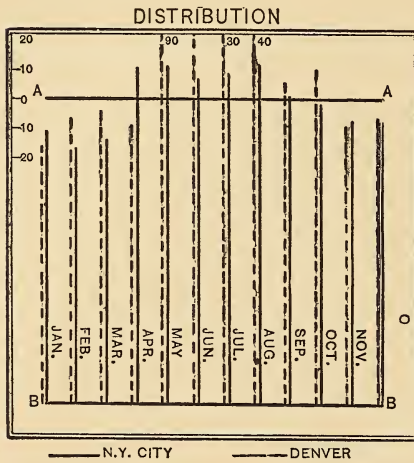 DISTRIBUTION
20 90 30 40
-10
A -0 A
-10
-20
JAN. FEB. MAR. APR. MAY JUN. JUL. AUG. SEP. OCT. NOV. O
B B
N.Y. CITY DENVER